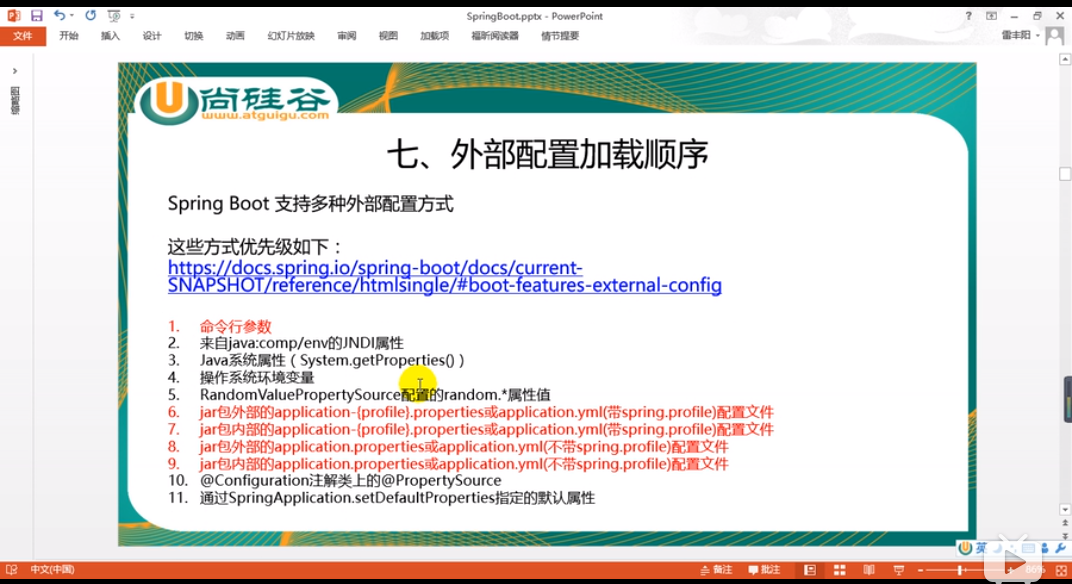 SpringBoot.pptx - PowerPoint
文件 开始 插入 设计 切换 动画 幻灯片放映 审阅 视图 加载项 福昕阅读器 情节提要 雷丰阳
缩略图
U尚硅谷
www.atguigu.com
七、外部配置加载顺序
Spring Boot 支持多种外部配置方式
这些方式优先级如下：
https://docs.spring.io/spring-boot/docs/current-
SNAPSHOT/reference/htmlsingle/#boot-features-external-config
1. 命令行参数
2. 来自java:comp/env的JNDI属性
3. Java系统属性（System.getProperties()）
4. 操作系统环境变量
5. RandomValuePropertySource配置的random.*属性值
6. jar包外部的application-{profile}.properties或application.yml(带spring.profile)配置文件
7. jar包内部的application-{profile}.properties或application.yml(带spring.profile)配置文件
8. jar包外部的application.properties或application.yml(不带spring.profile)配置文件
9. jar包内部的application.properties或application.yml(不带spring.profile)配置文件
10. @Configuration注解类上的@PropertySource
11. 通过SpringApplication.setDefaultProperties指定的默认属性
英
中文(中国) 备注 批注 86%